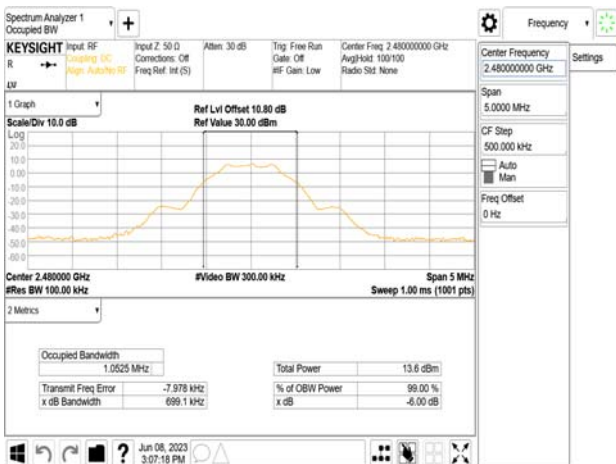 Spectrum Analyzer 1
Occupied BW
Frequency
KEYSIGHT
R
Input: RF
Coupling: DC
Align: Auto/No RF
Input Z: 50 Ω
Corrections: Off
Freq Ref: Int (S)
Atten: 30 dB
Trig: Free Run
Gate: Off
#IF Gain: Low
Center Freq: 2.480000000 GHz
Avg|Hold: 100/100
Radio Std: None
Center Frequency
2.480000000 GHz
Settings
Span
5.0000 MHz
CF Step
500.000 kHz
Auto
Man
Freq Offset
0 Hz
1 Graph
Scale/Div 10.0 dB
Ref Lvl Offset 10.80 dB
Ref Value 30.00 dBm
Log
20.0
10.0
0.00
-10.0
-20.0
-30.0
-40.0
-50.0
-60.0
Center 2.480000 GHz
#Res BW 100.00 kHz
#Video BW 300.00 kHz
Span 5 MHz
Sweep 1.00 ms (1001 pts)
2 Metrics
Occupied Bandwidth
1.0525 MHz
Transmit Freq Error -7.978 kHz
x dB Bandwidth 699.1 kHz
Total Power 13.6 dBm
% of OBW Power 99.00 %
x dB -6.00 dB
?
Jun 08, 2023
3:07:18 PM